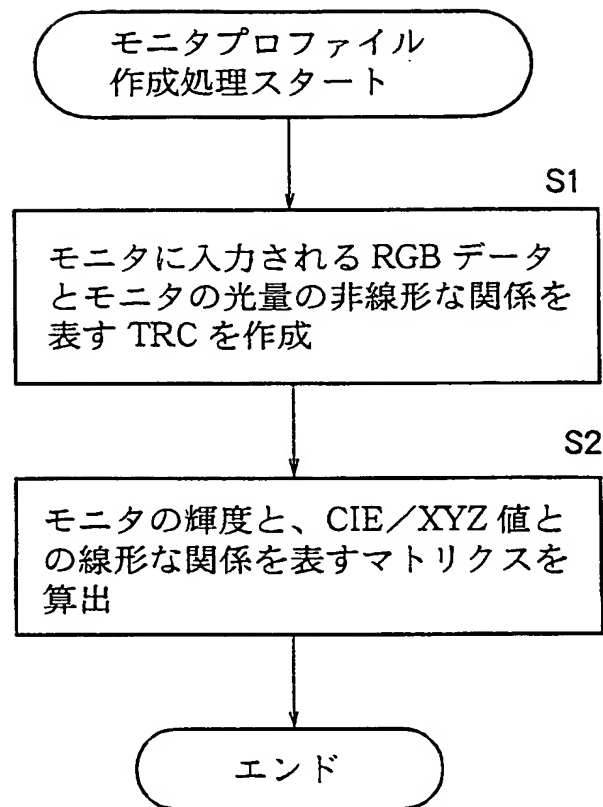 モニタプロファイル
作成処理スタート
S1
モニタに入力される RGB データ
とモニタの光量の非線形な関係を
表す TRC を作成
S2
モニタの輝度と、CIE／XYZ 値と
の線形な関係を表すマトリクスを
算出
エンド